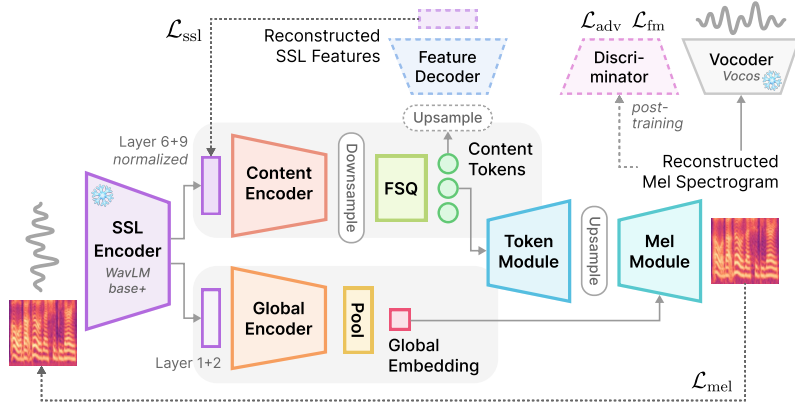 ℒssl
Reconstructed
SSL Features
Feature
Decoder
ℒadv ℒfm
Discri-
minator
Vocoder
Vocos
Upsample
post-
training
Layer 6+9
normalized
Content
Encoder
Downsample
FSQ
Content
Tokens
Reconstructed
Mel Spectrogram
SSL
Encoder
WavLM
base+
Token
Module
Upsample
Mel
Module
Global
Encoder
Pool
Global
Embedding
Layer 1+2
ℒmel